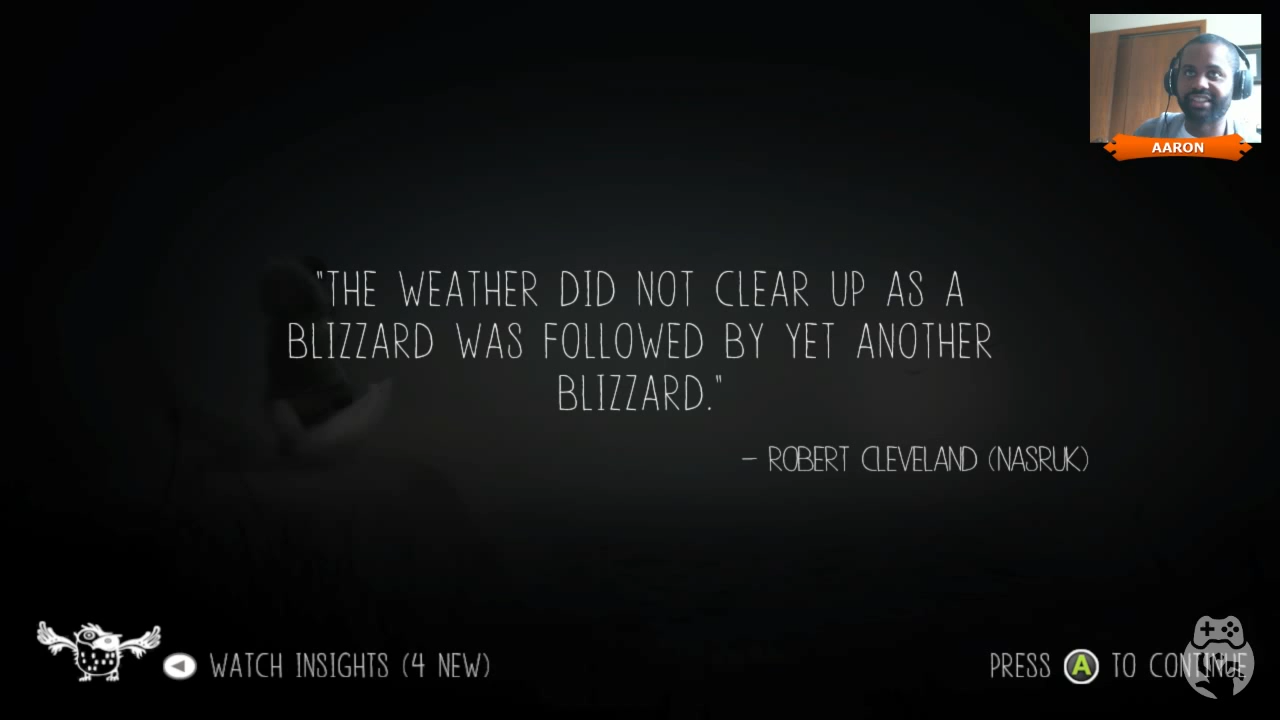 AARON
"THE WEATHER DID NOT CLEAR UP AS A
BLIZZARD WAS FOLLOWED BY YET ANOTHER
BLIZZARD."
— ROBERT CLEVELAND (NASRUK)
WATCH INSIGHTS (4 NEW)
PRESS A TO CONTINUE